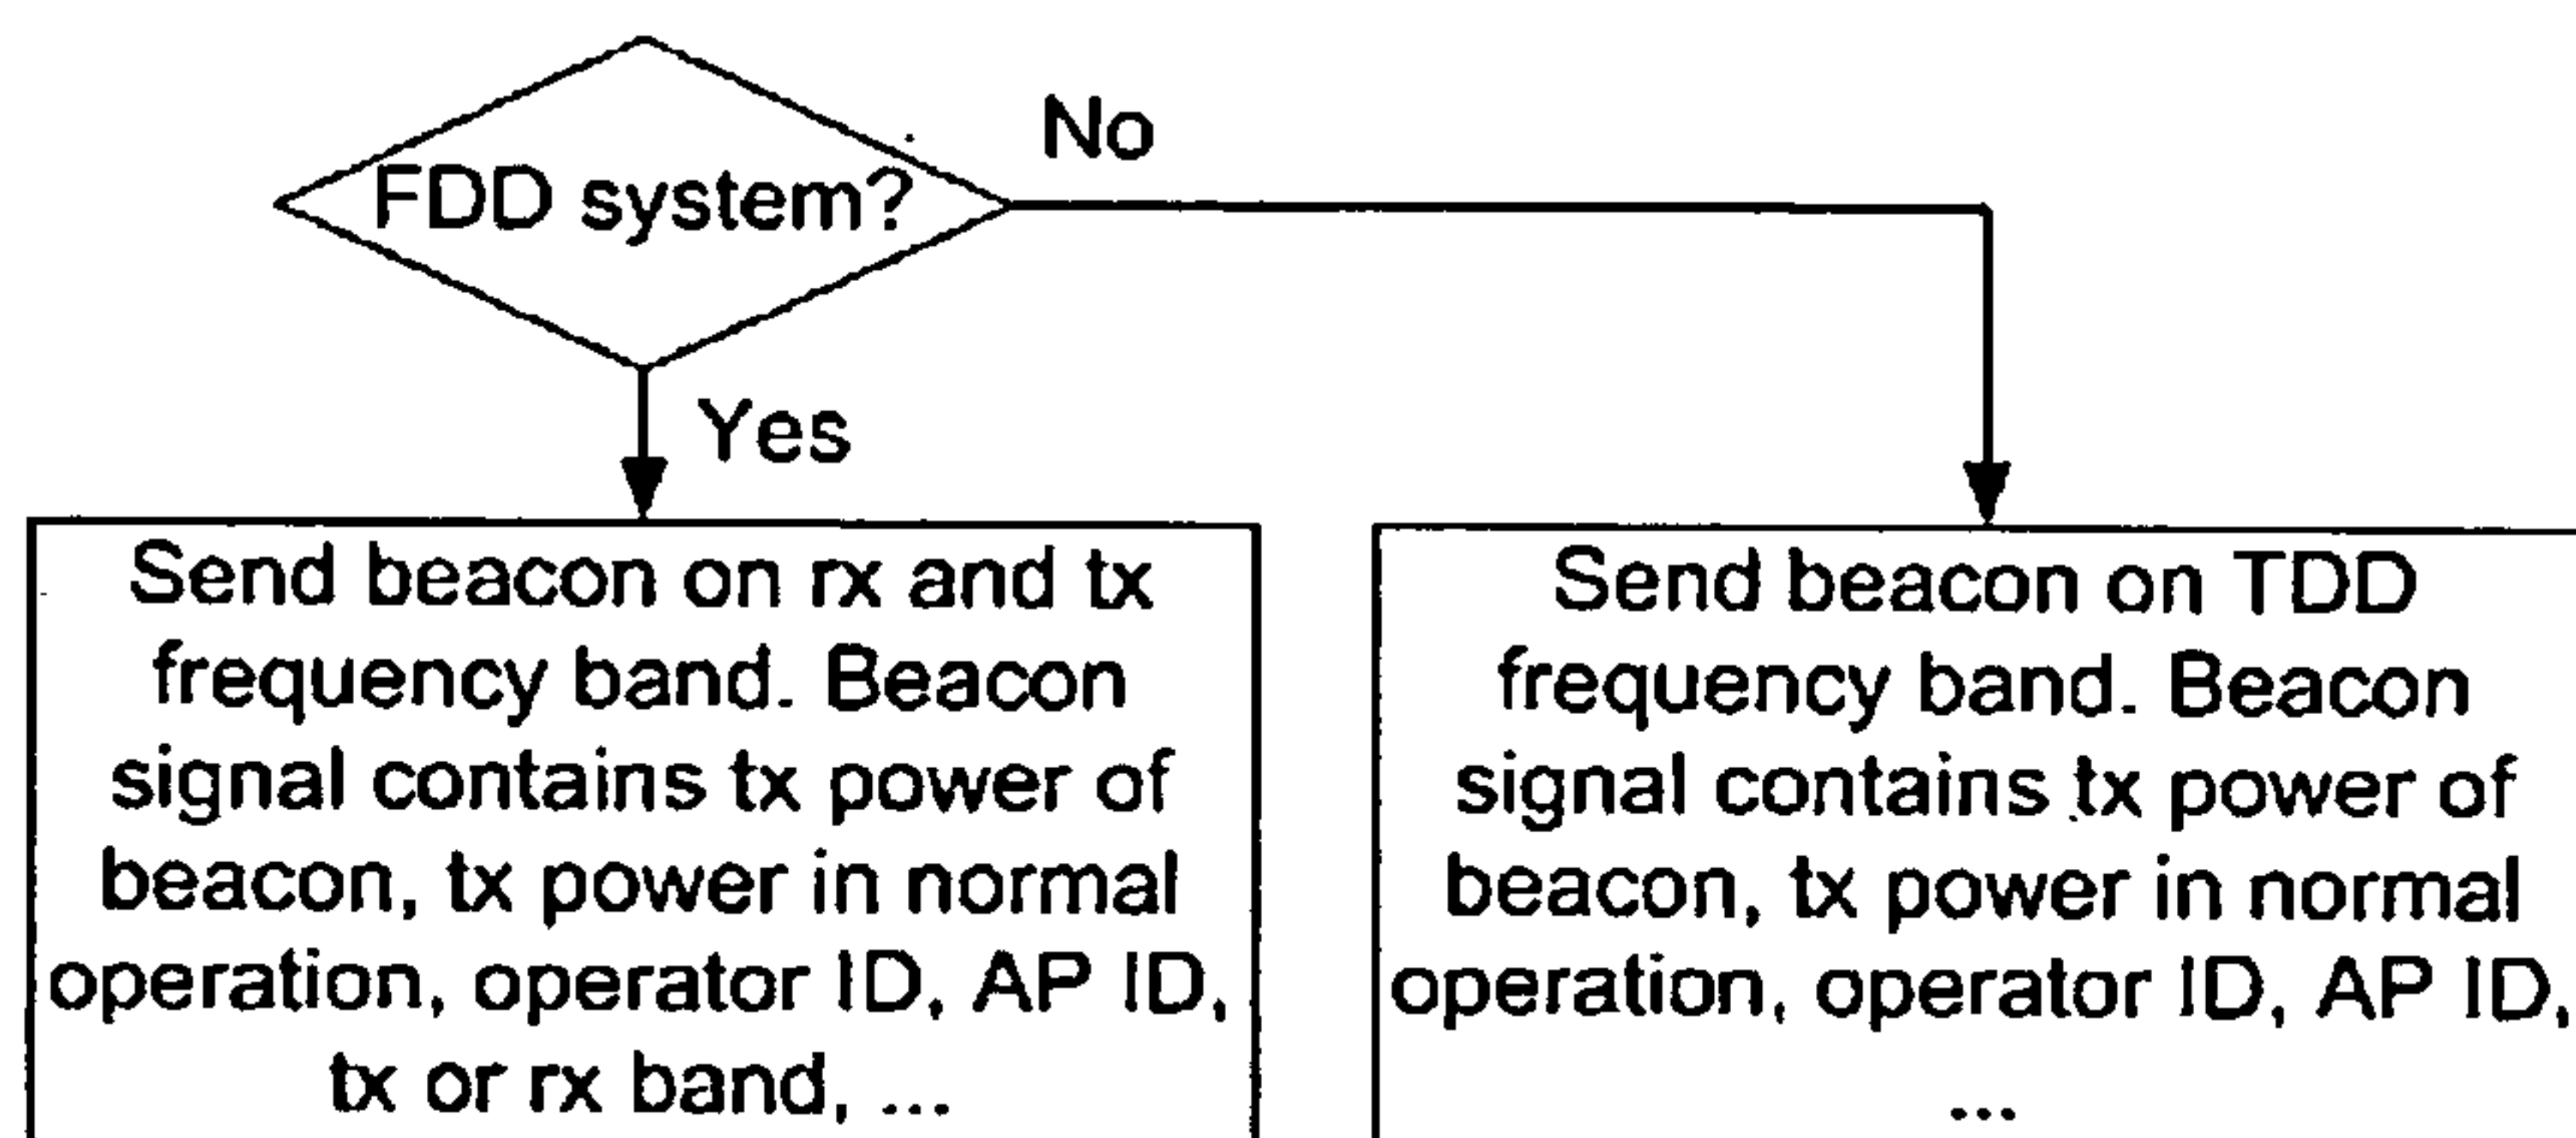 FDD system?
No
Yes
Send beacon on rx and tx
frequency band. Beacon
signal contains tx power of
beacon, tx power in normal
operation, operator ID, AP ID,
tx or rx band, ...
Send beacon on TDD
frequency band. Beacon
signal contains tx power of
beacon, tx power in normal
operation, operator ID, AP ID,
...